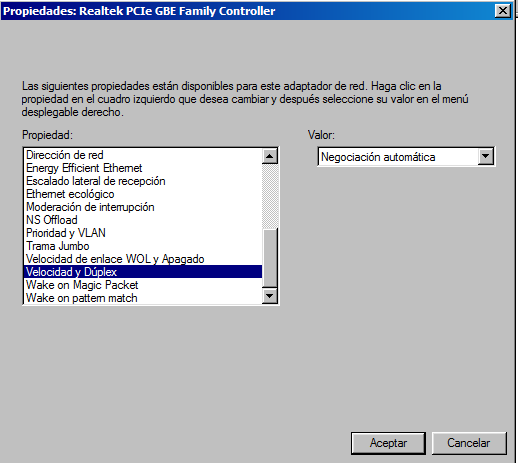 Propiedades: Realtek PCIe GBE Family Controller
Las siguientes propiedades están disponibles para este adaptador de red. Haga clic en la
propiedad en el cuadro izquierdo que desea cambiar y después seleccione su valor en el menú
desplegable derecho.
Propiedad:
Valor:
Dirección de red
Energy Efficient Ethernet
Escalado lateral de recepción
Ethernet ecológico
Moderación de interrupción
NS Offload
Prioridad y VLAN
Trama Jumbo
Velocidad de enlace WOL y Apagado
Velocidad y Dúplex
Wake on Magic Packet
Wake on pattern match
Negociación automática
Aceptar
Cancelar